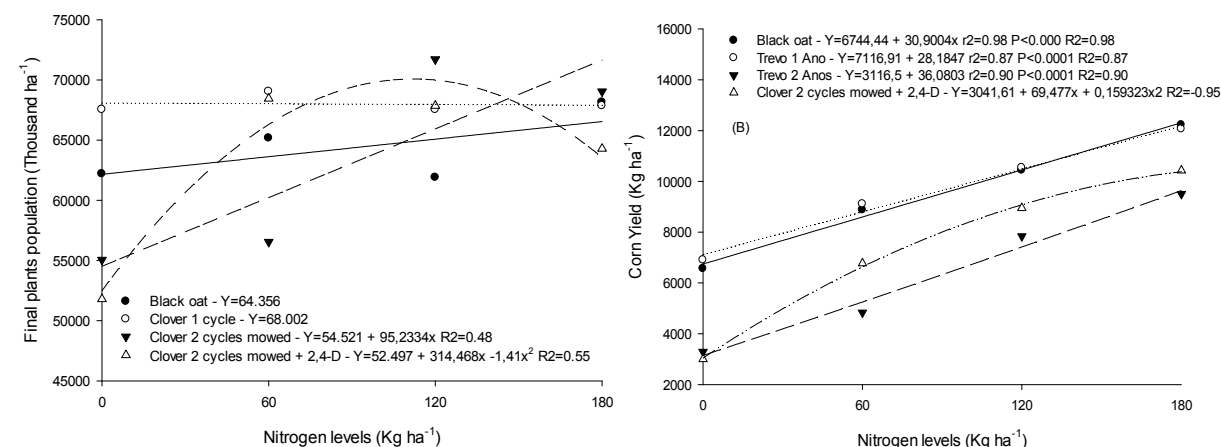 75000
70000
65000
60000
55000
50000
45000
Final plants population (Thousand ha⁻¹)
Black oat - Y=64.356
Clover 1 cycle - Y=68.002
Clover 2 cycles mowed - Y=54.521 + 95,2334x R2=0.48
Clover 2 cycles mowed + 2,4-D - Y=52.497 + 314,468x -1,41x² R2=0.55
0 60 120 180
Nitrogen levels (Kg ha⁻¹)
16000
14000
12000
10000
8000
6000
4000
2000
Corn Yield (Kg ha⁻¹)
Black oat - Y=6744,44 + 30,9004x r2=0.98 P<0.000 R2=0.98
Trevo 1 Ano - Y=7116,91 + 28,1847x r2=0.87 P<0.0001 R2=0.87
Trevo 2 Anos - Y=3116,5 + 36,0803x r2=0.90 P<0.0001 R2=0.90
Clover 2 cycles mowed + 2,4-D - Y=3041,61 + 69,477x + 0,159323x2 R2=-0.95
(B)
0 60 120 180
Nitrogen levels (Kg ha⁻¹)